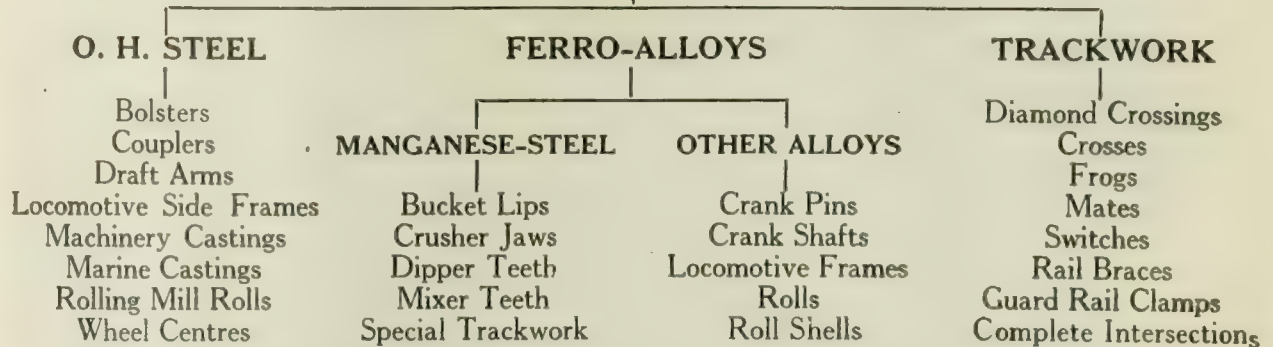 O. H. STEEL
Bolsters
Couplers
Draft Arms
Locomotive Side Frames
Machinery Castings
Marine Castings
Rolling Mill Rolls
Wheel Centres
FERRO-ALLOYS
MANGANESE-STEEL
Bucket Lips
Crusher Jaws
Dipper Teeth
Mixer Teeth
Special Trackwork
OTHER ALLOYS
Crank Pins
Crank Shafts
Locomotive Frames
Rolls
Roll Shells
TRACKWORK
Diamond Crossings
Crosses
Frogs
Mates
Switches
Rail Braces
Guard Rail Clamps
Complete Intersections